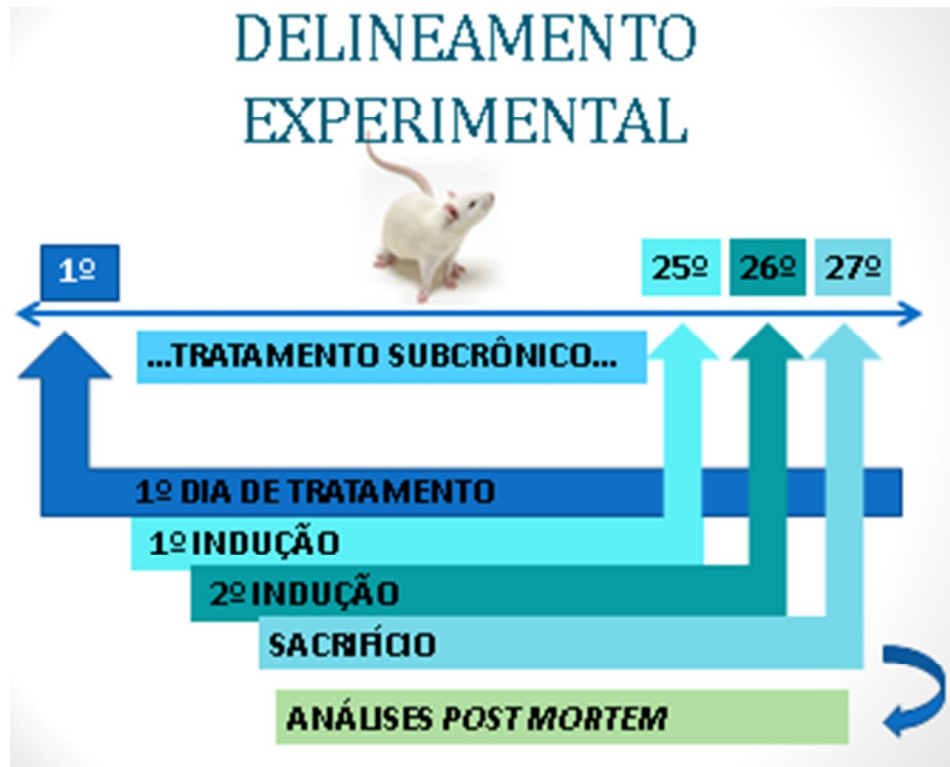 DELINEAMENTO
EXPERIMENTAL
1º
25º 26º 27º
...TRATAMENTO SUBCRÔNICO...
1º DIA DE TRATAMENTO
1º INDUÇÃO
2º INDUÇÃO
SACRIFÍCIO
ANÁLISES POST MORTEM